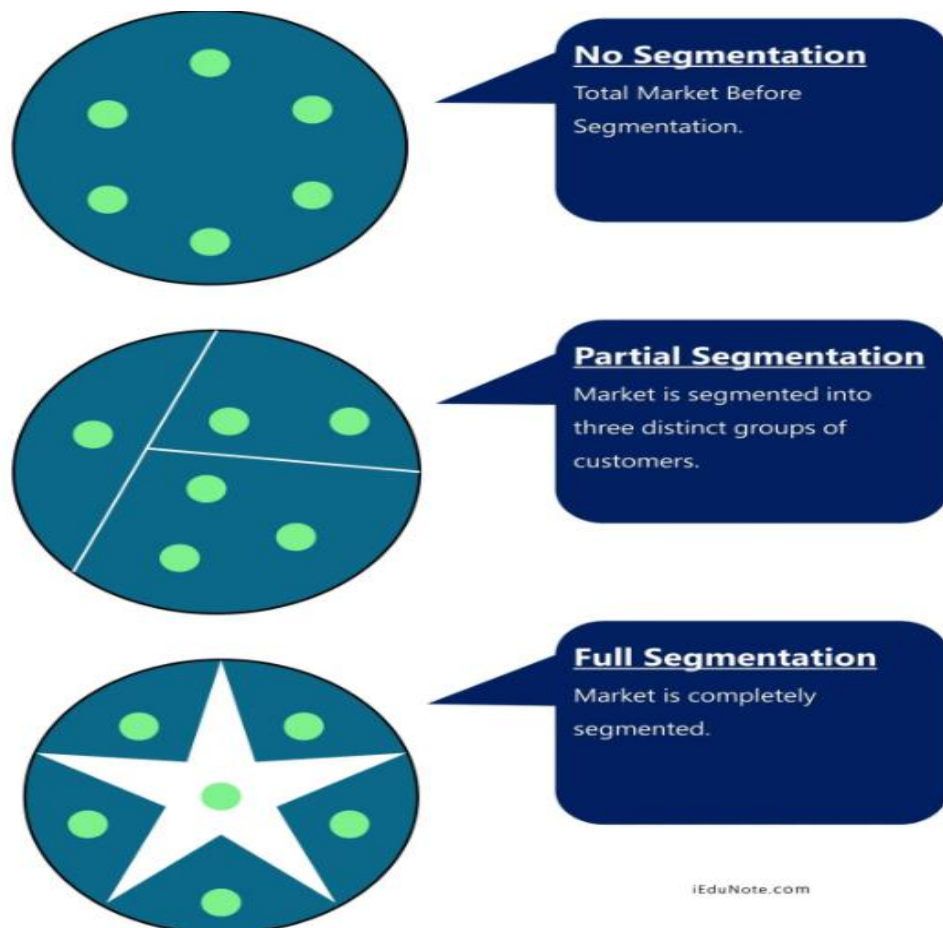 No Segmentation
Total Market Before
Segmentation.
Partial Segmentation
Market is segmented into
three distinct groups of
customers.
Full Segmentation
Market is completely
segmented.
iEduNote.com